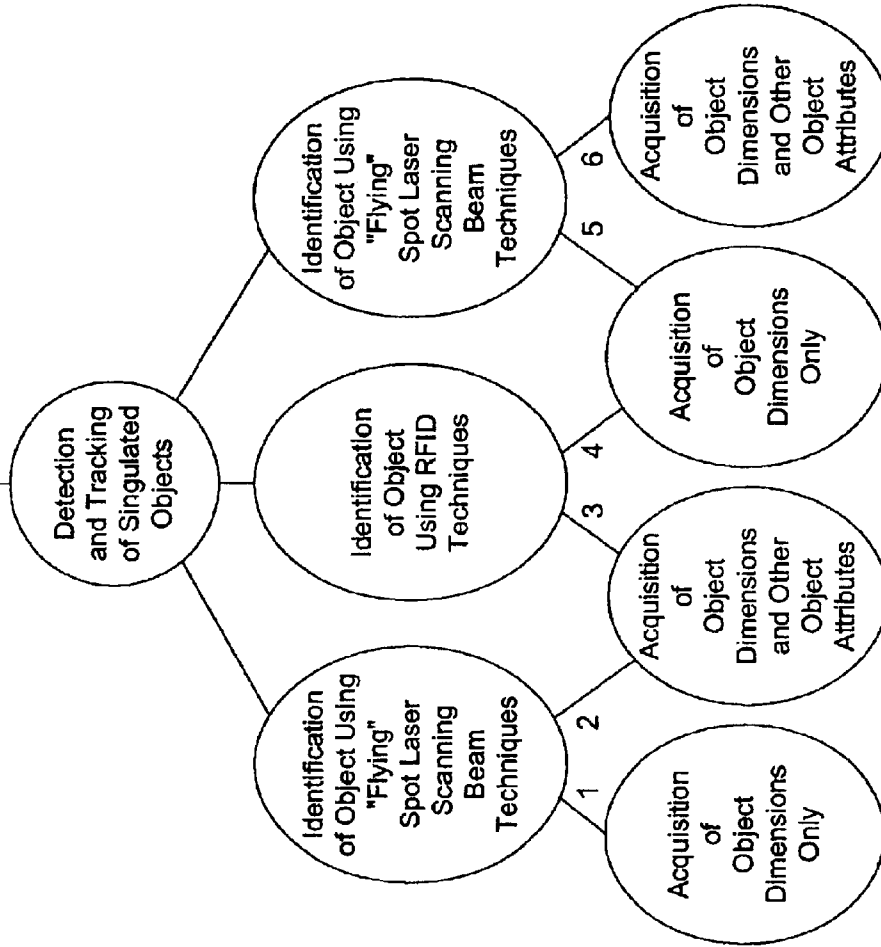 Detection
and Tracking
of Singulated
Objects
Identification
of Object Using
"Flying"
Spot Laser
Scanning
Beam
Techniques
Identification
of Object
Using RFID
Techniques
Identification
of Object Using
"Flying"
Spot Laser
Scanning
Beam
Techniques
1
2
3
4
5
6
Acquisition
of
Object
Dimensions
Only
Acquisition
of
Object
Dimensions
and Other
Object
Attributes
Acquisition
of
Object
Dimensions
Only
Acquisition
of
Object
Dimensions
and Other
Object
Attributes